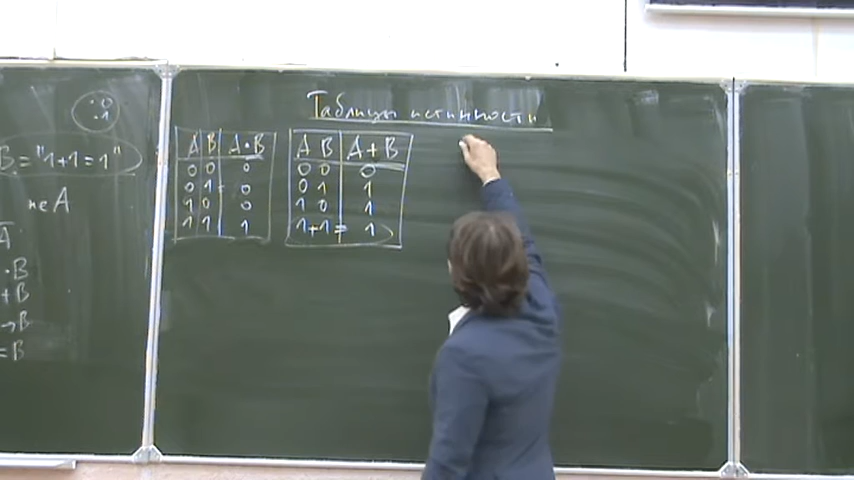 0
1
B = "1+1=1"
не A
A
·B
+B
→B
=B
Таблицы истинности
A B A·B
0 0 0
0 1 0
1 0 0
1 1 1
A B A+B
0 0 0
0 1 1
1 0 1
1+1=1